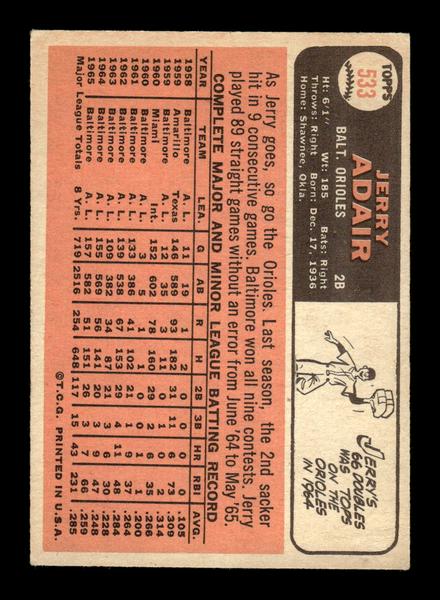 TOPPS
533
JERRY
ADAIR
BALT. ORIOLES 2B
Ht: 6'1" Wt: 185 Bats: Right
Throws: Right Born: Dec. 17, 1936
Home: Shawnee, Okla.
JERRY'S
66 DOUBLES
WAS TOPS
ON THE
ORIOLES
IN 1964
As Jerry goes, so go the Orioles. Last season, the 2nd sacker
hit in 9 consecutive games. Baltimore won all nine contests. Jerry
played 89 straight games without an error from June '64 to May '65.
COMPLETE MAJOR AND MINOR LEAGUE BATTING RECORD
YEAR TEAM LEA. G AB R H 2B 3B HR RBI AVG.
1958 Baltimore A. L. 11 19 1 2 0 0 0 0 .105
1959 Amarillo Texas 146 589 93 182 34 73 .309
1959 Baltimore A. L. 12 35 3 11 0 1 0 2 .314
1960 Miami Int. 152 602 78 160 29 6 57 .266
1960 Baltimore A. L. 3 5 1 1 0 0 1 1 .200
1961 Baltimore A. L. 133 386 41 102 21 1 9 37 .264
1962 Baltimore A. L. 139 538 67 153 29 4 11 48 .284
1963 Baltimore A. L. 109 382 34 87 21 3 6 30 .228
1964 Baltimore A. L. 155 569 56 141 20 3 9 47 .248
1965 Baltimore A. L. 157 582 51 151 26 3 7 66 .259
Major League Totals 8 Yrs. 719 2516 254 648 117 15 43 231
©T.C.G. PRINTED IN U.S.A.